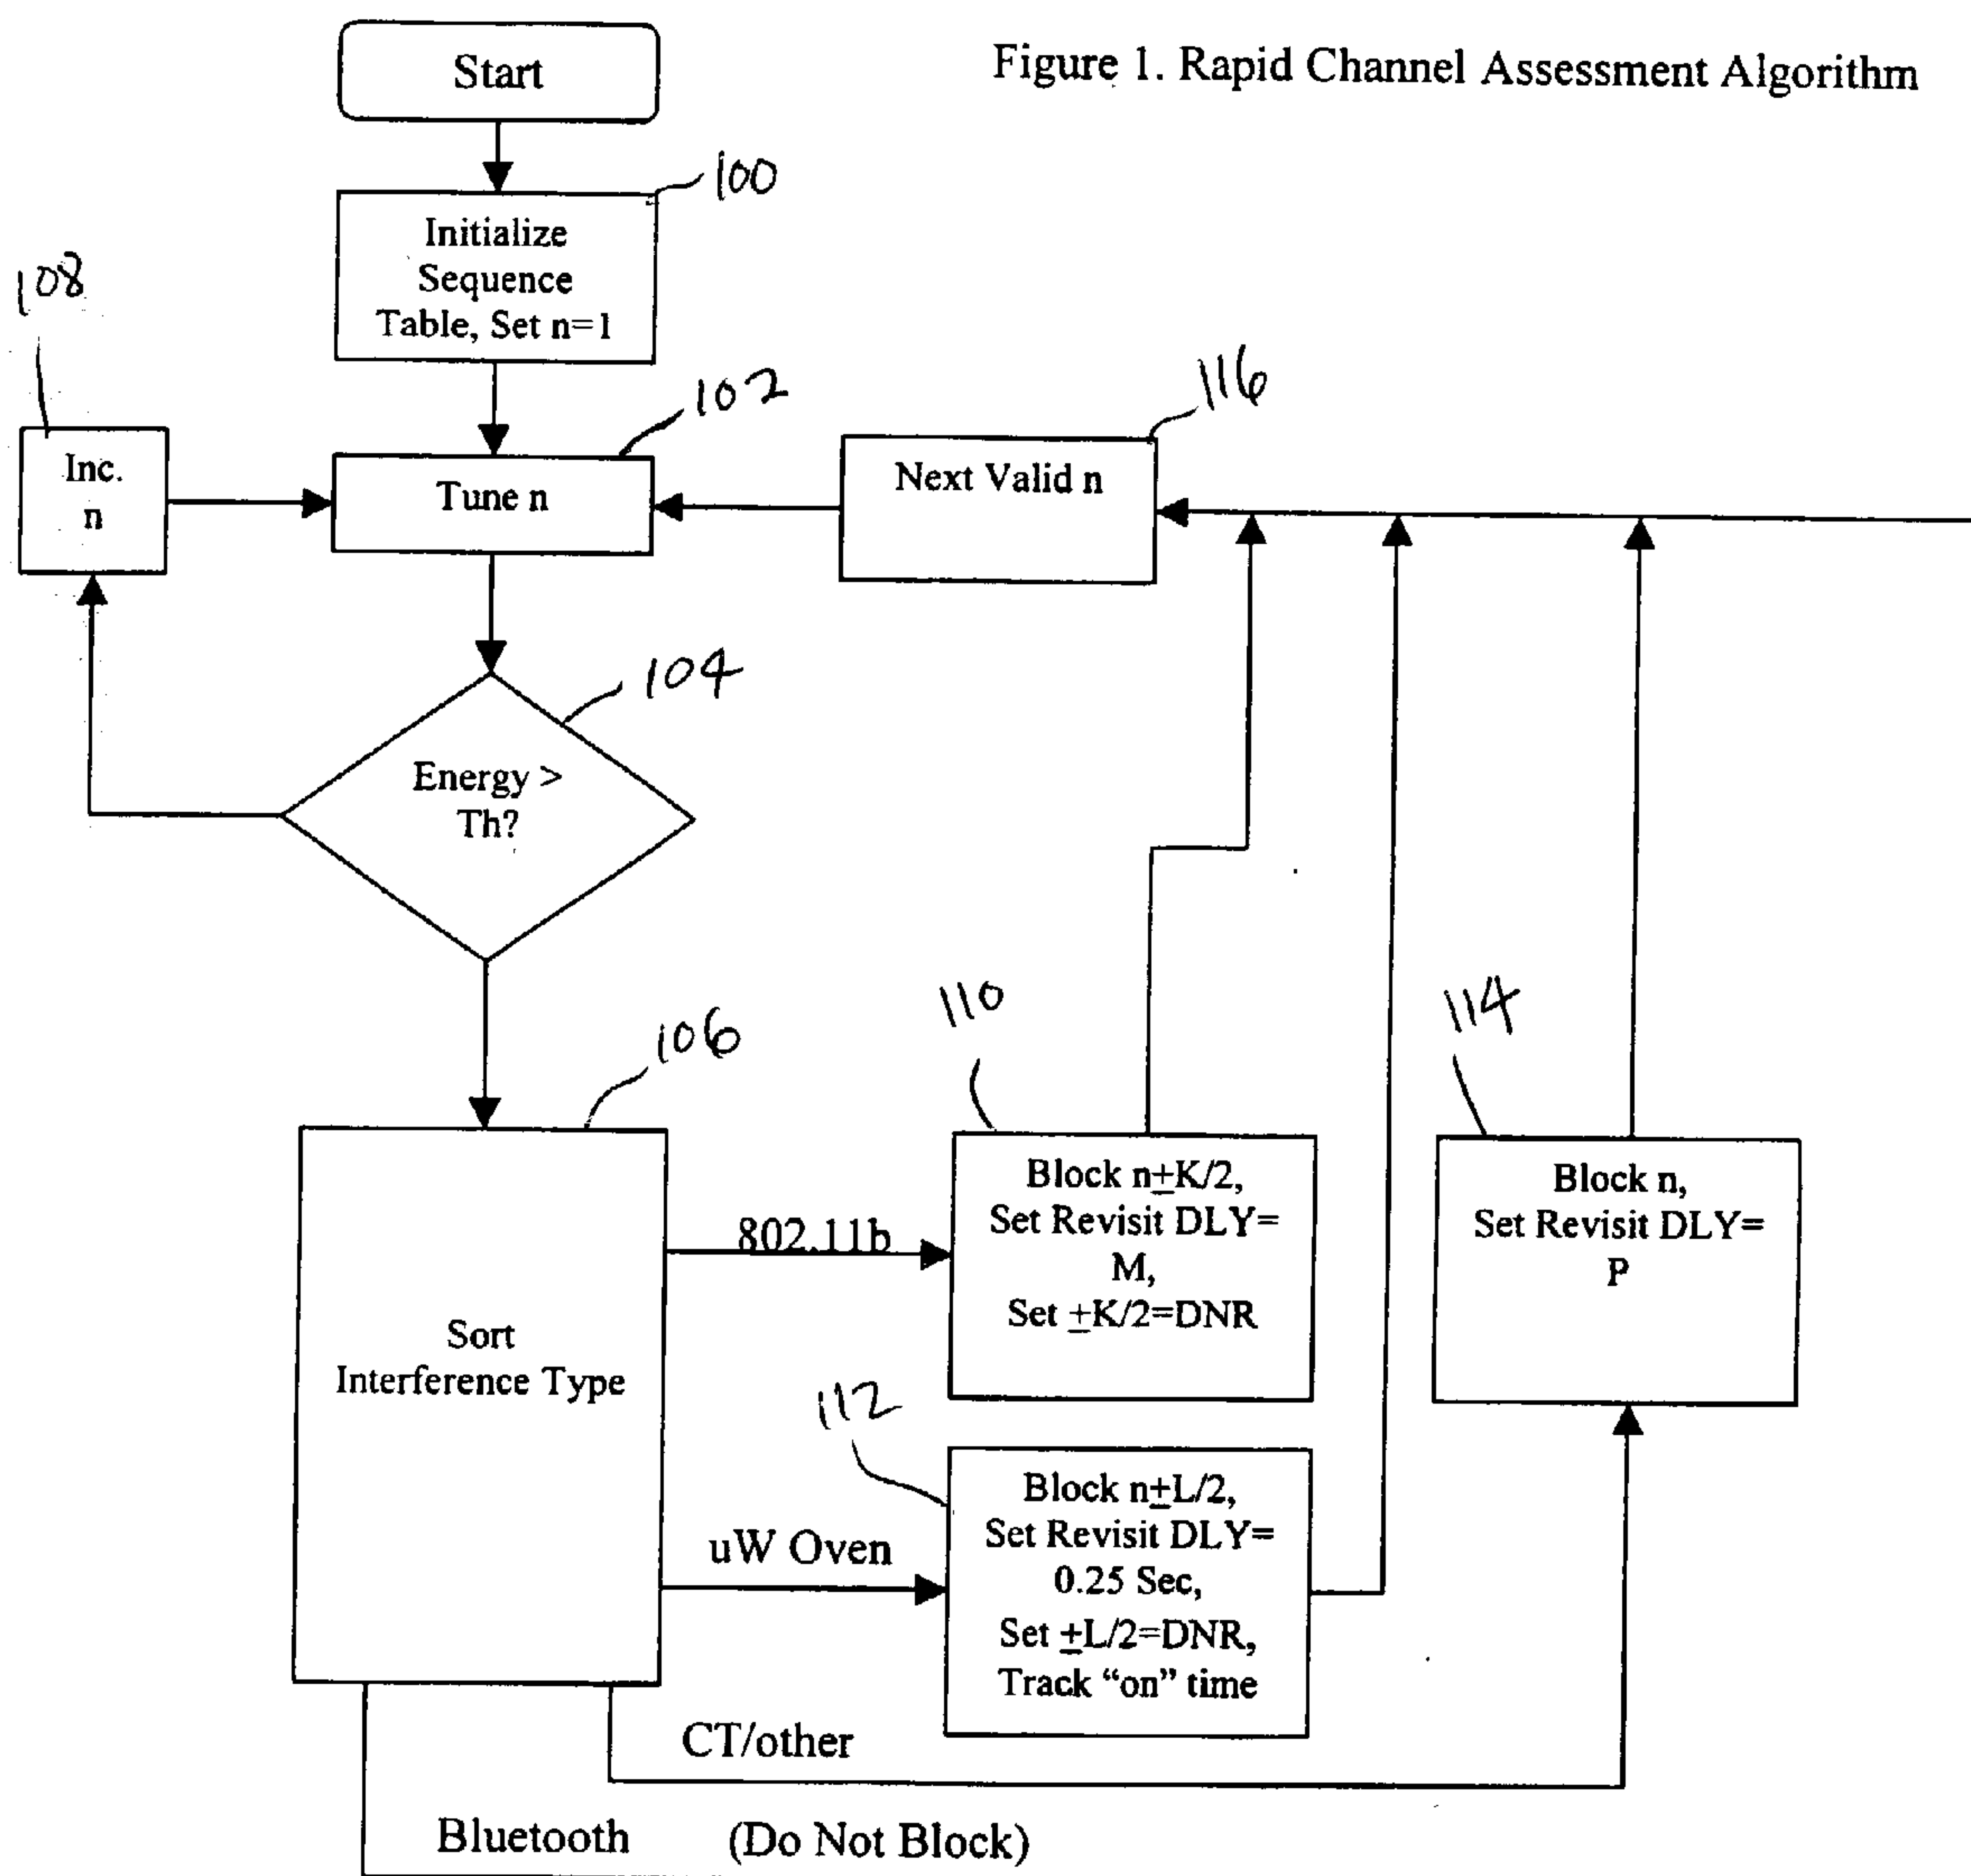 Figure 1. Rapid Channel Assessment Algorithm
Start
100
Initialize
Sequence
Table, Set n=1
108
Inc.
n
102
Tune n
116
Next Valid n
104
Energy >
Th?
106
Sort
Interference Type
802.11b
110
Block n±K/2,
Set Revisit DLY=
M,
Set ±K/2=DNR
114
Block n,
Set Revisit DLY=
P
112
uW Oven
Block n±L/2,
Set Revisit DLY=
0.25 Sec,
Set ±L/2=DNR,
Track “on” time
CT/other
Bluetooth (Do Not Block)